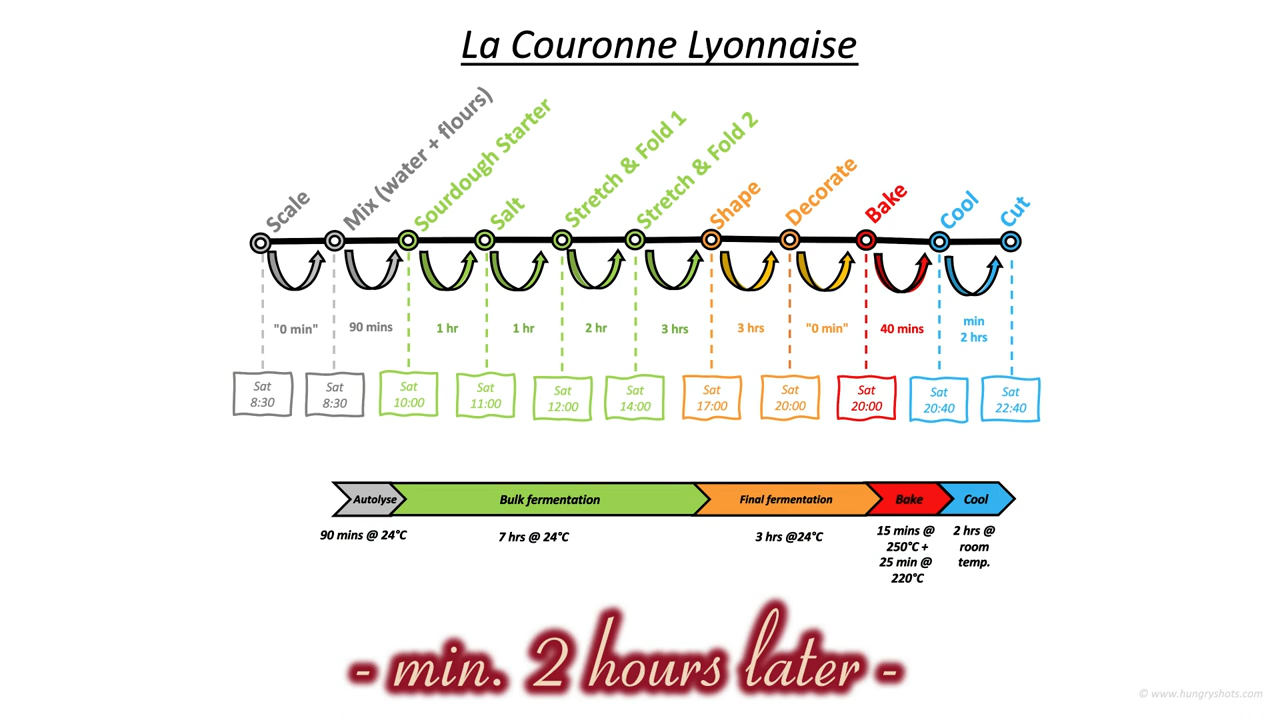 La Couronne Lyonnaise
Scale
Mix (water + flours)
Sourdough Starter
Salt
Stretch & Fold 1
Stretch & Fold 2
Shape
Decorate
Bake
Cool
Cut
"0 min"
90 mins
1 hr
1 hr
2 hr
3 hrs
3 hrs
"0 min"
40 mins
min
2 hrs
Sat
8:30
Sat
8:30
Sat
10:00
Sat
11:00
Sat
12:00
Sat
14:00
Sat
17:00
Sat
20:00
Sat
20:00
Sat
20:40
Sat
22:40
Autolyse
Bulk fermentation
Final fermentation
Bake
Cool
90 mins @ 24°C
7 hrs @ 24°C
3 hrs @24°C
15 mins @
250°C +
25 min @
220°C
2 hrs @
room
temp.
- min. 2 hours later -
© www.hungryshots.com